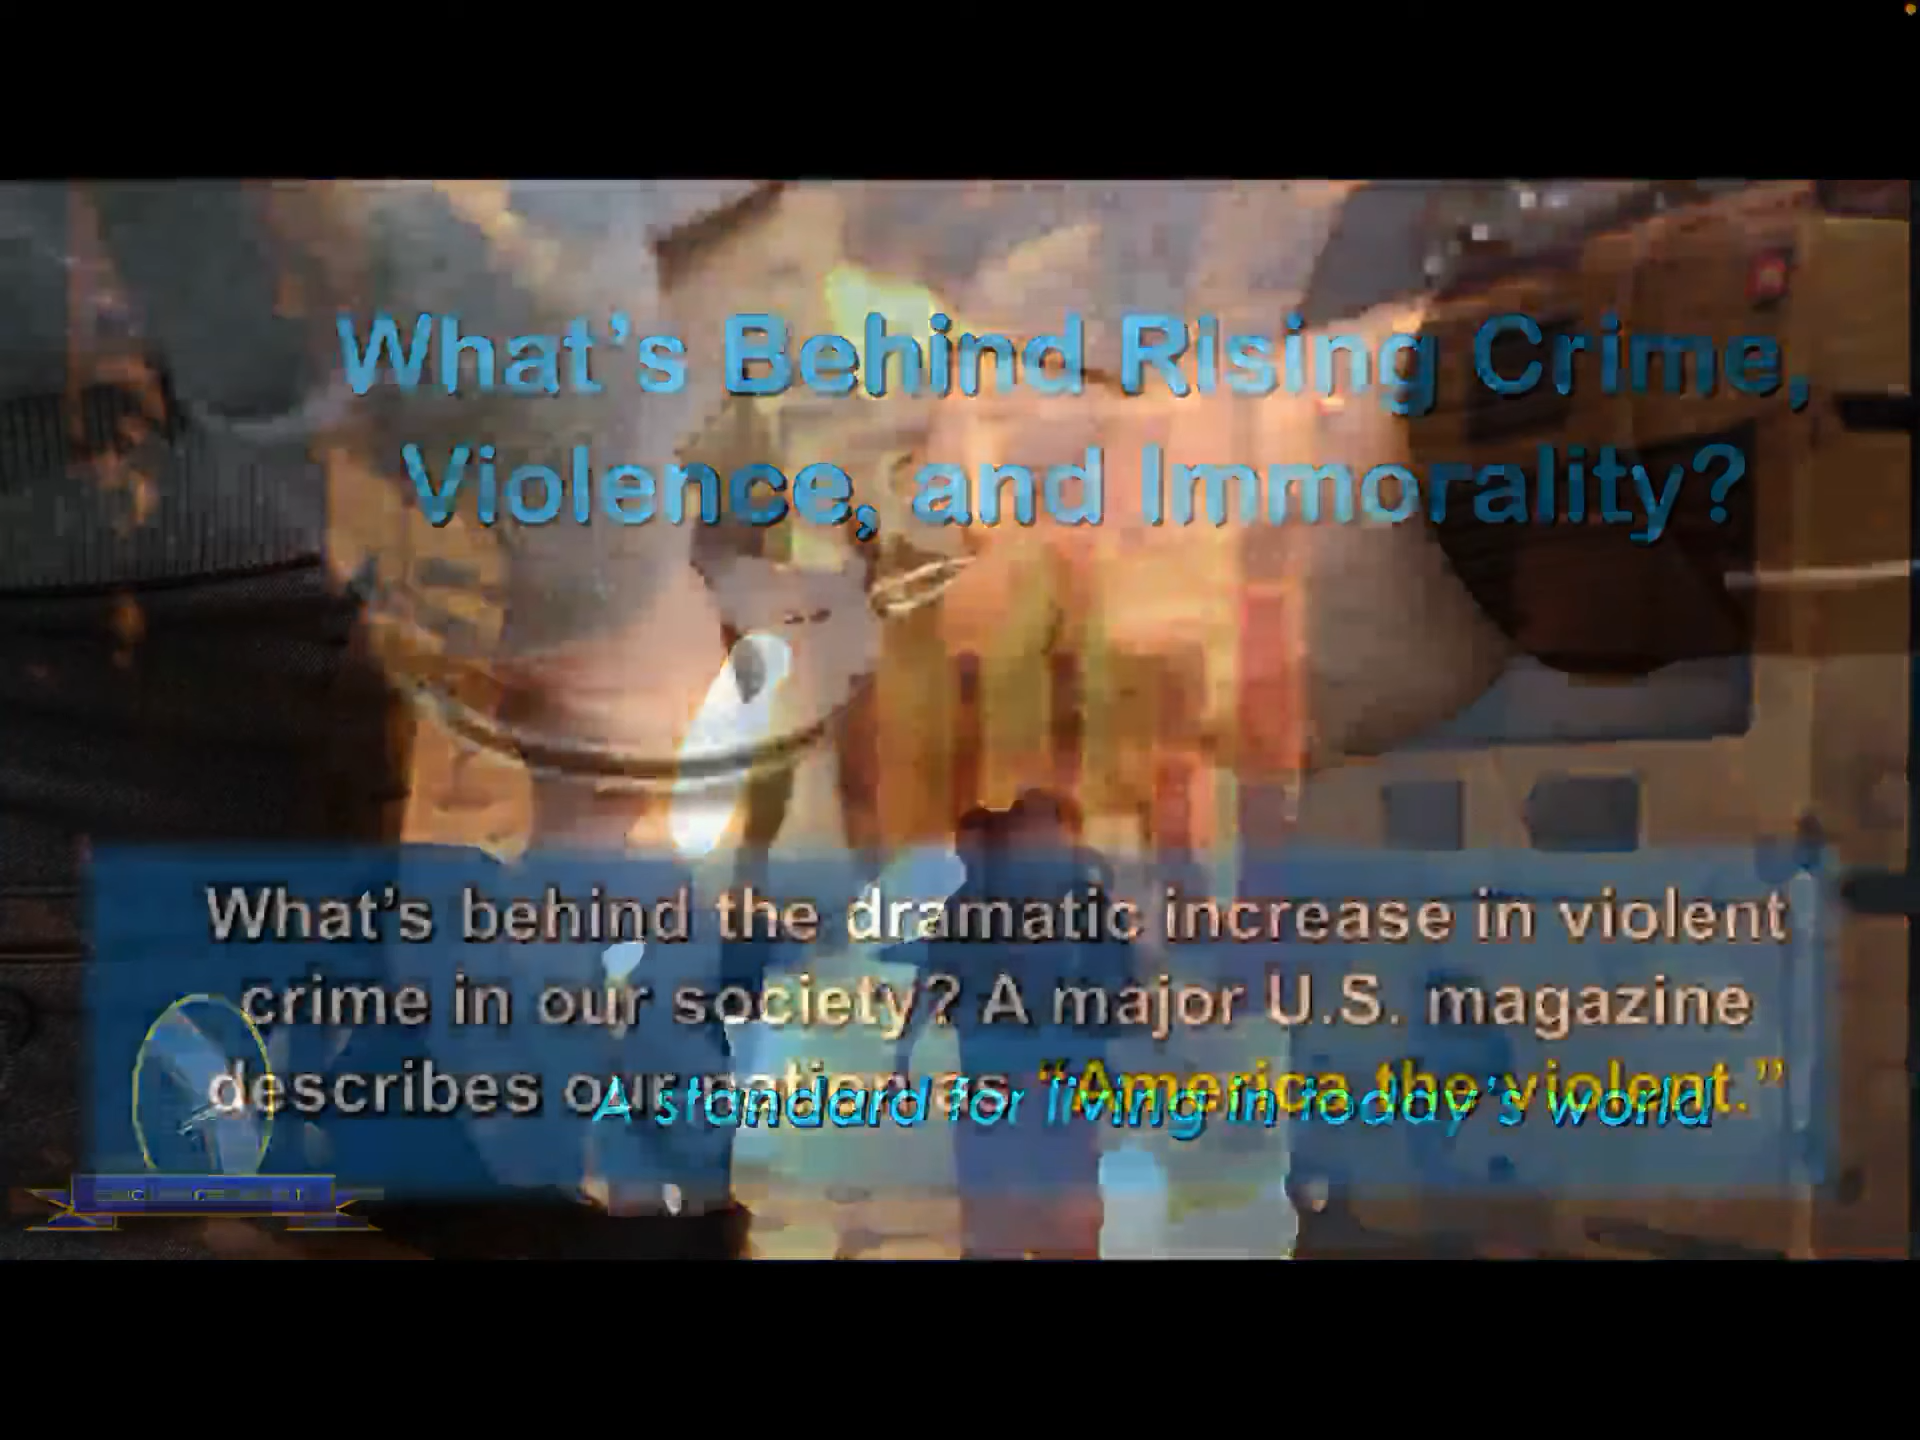 What's Behind Rising Crime,
Violence, and Immorality?
What's behind the dramatic increase in violent
crime in our society? A major U.S. magazine
describes our nation as “America the violent.”
A standard for living in today's world